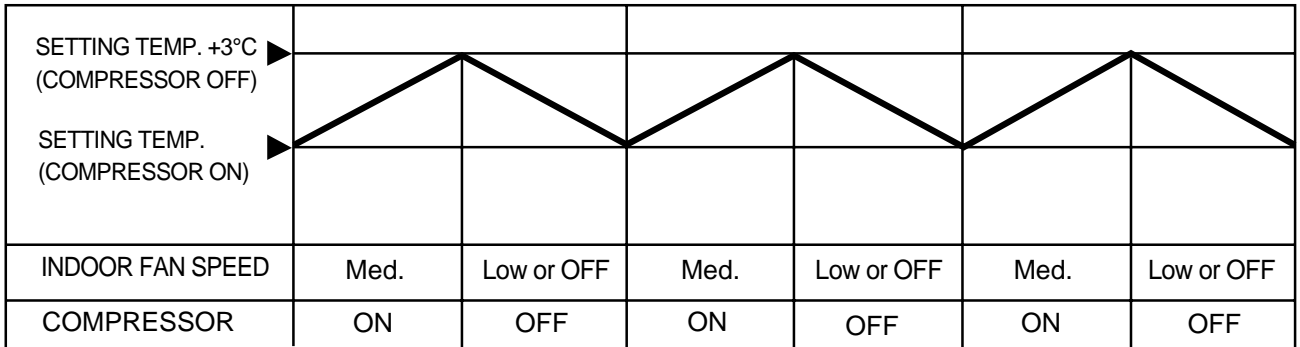 SETTING TEMP. +3°C
(COMPRESSOR OFF)
SETTING TEMP.
(COMPRESSOR ON)
INDOOR FAN SPEED Med. Low or OFF Med. Low or OFF Med. Low or OFF
COMPRESSOR ON OFF ON OFF ON OFF